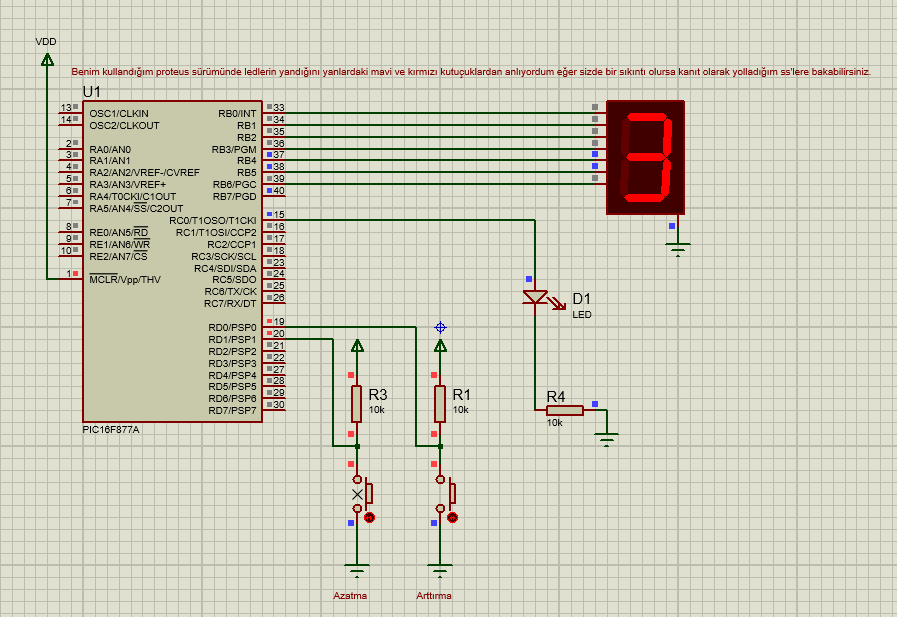 VDD
Benim kullandığım proteus sürümünde ledlerin yandığını yanlardaki mavi ve kırmızı kutuçuklardan anlıyordum eğer sizde bir sıkıntı olursa kanıt olarak yolladığım ss'lere bakabilirsiniz.
U1
13 OSC1/CLKIN RB0/INT 33
14 OSC2/CLKOUT RB1 34
RB2 35
2 RA0/AN0 RB3/PGM 36
3 RA1/AN1 RB4 37
4 RA2/AN2/VREF-/CVREF RB5 38
5 RA3/AN3/VREF+ RB6/PGC 39
6 RA4/T0CKI/C1OUT RB7/PGD 40
7 RA5/AN4/SS/C2OUT
RC0/T1OSO/T1CKI 15
8 RE0/AN5/RD RC1/T1OSI/CCP2 16
9 RE1/AN6/WR RC2/CCP1 17
10 RE2/AN7/CS RC3/SCK/SCL 18
RC4/SDI/SDA 23
1 MCLR/Vpp/THV RC5/SDO 24
RC6/TX/CK 25
RC7/RX/DT 26
RD0/PSP0 19
RD1/PSP1 20
RD2/PSP2 21
RD3/PSP3 22
RD4/PSP4 27
RD5/PSP5 28
RD6/PSP6 29
RD7/PSP7 30
PIC16F877A
3
D1
LED
R3
10k
R1
10k
R4
10k
Azatma
Arttırma